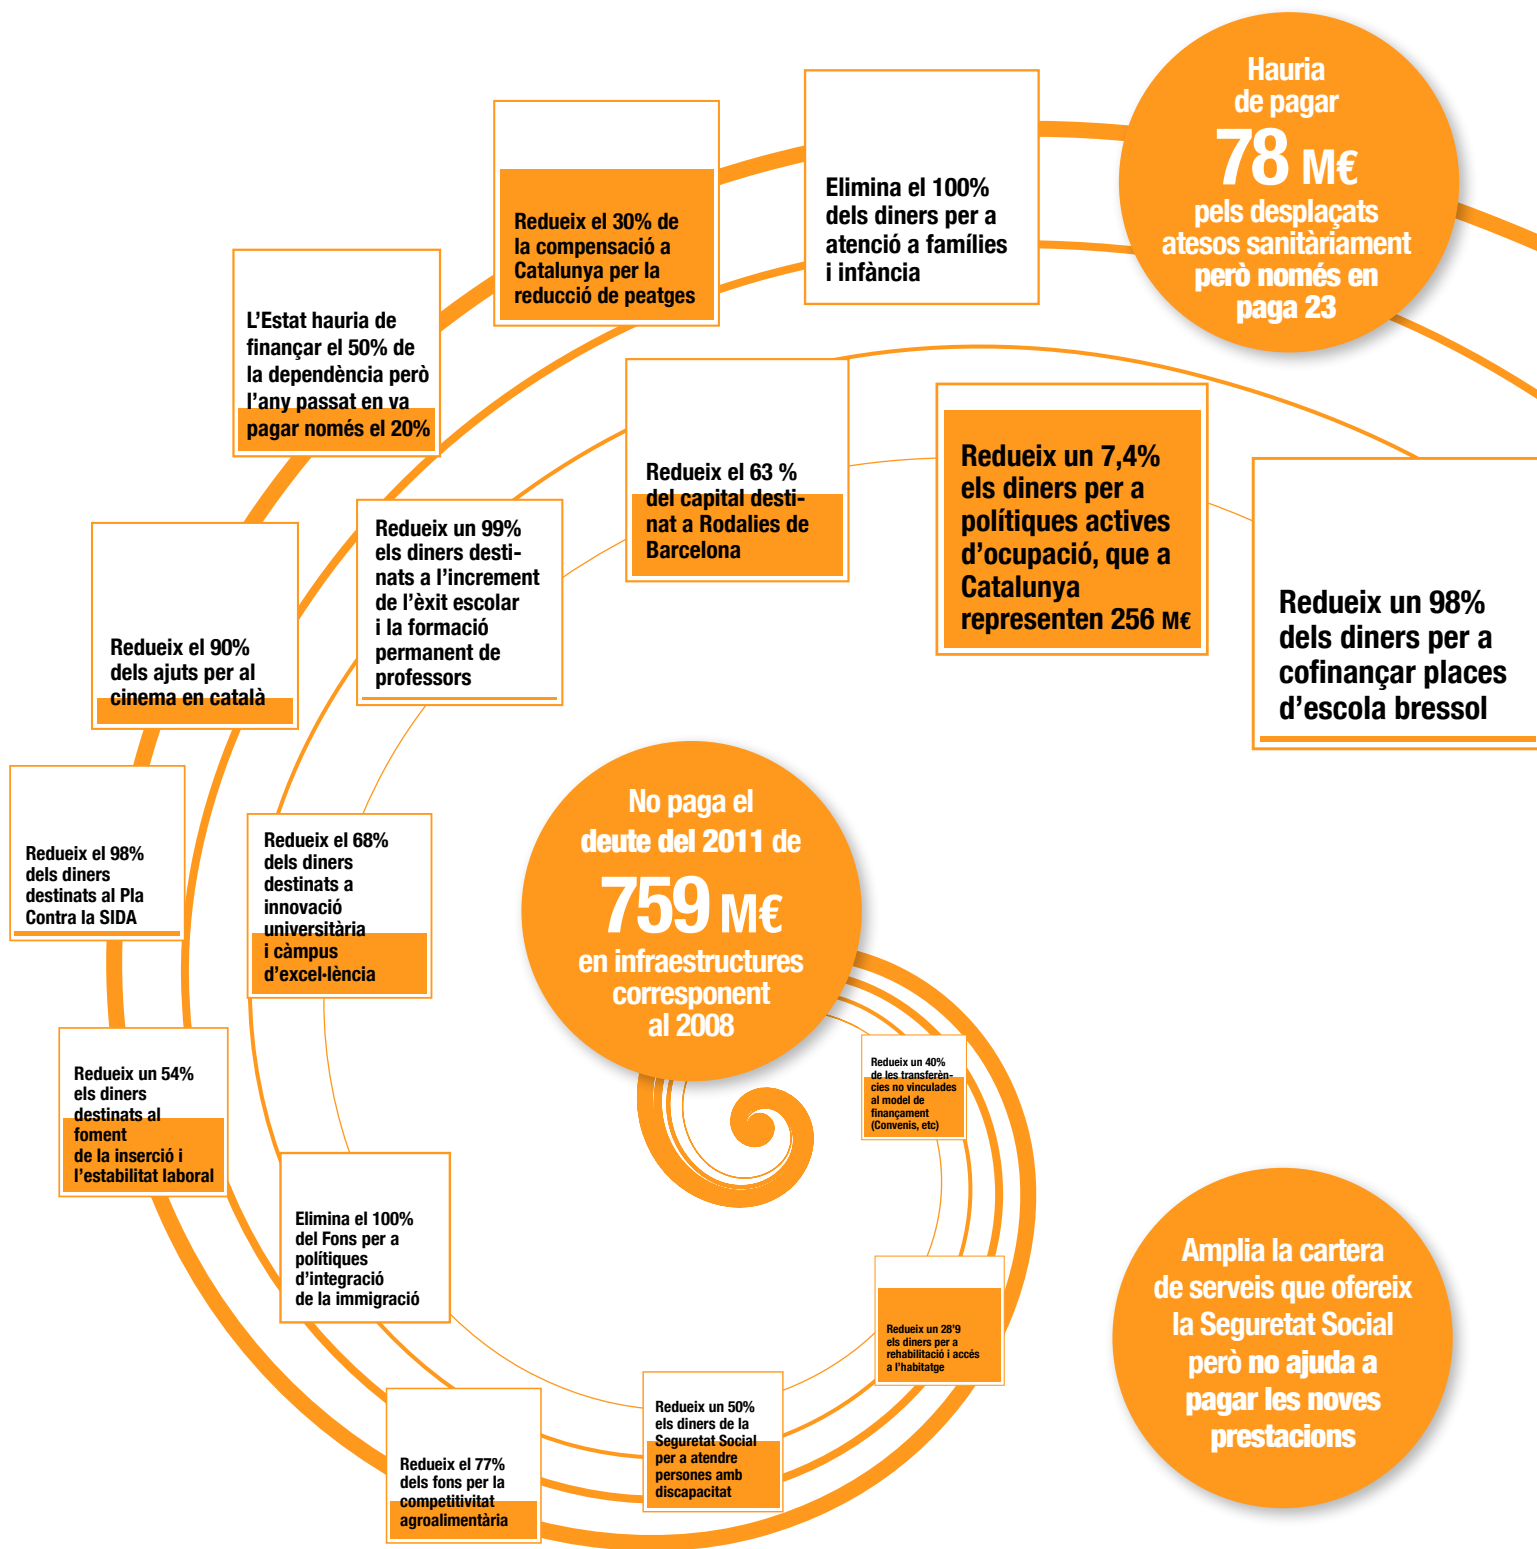 Hauria
de pagar
78 M€
pels desplaçats
atesos sanitàriament
però només en
paga 23
Elimina el 100%
dels diners per a
atenció a famílies
i infància
Redueix el 30% de
la compensació a
Catalunya per la
reducció de peatges
L’Estat hauria de
finançar el 50% de
la dependència però
l’any passat en va
pagar només el 20%
Redueix el 63 %
del capital desti-
nat a Rodalies de
Barcelona
Redueix un 7,4%
els diners per a
polítiques actives
d’ocupació, que a
Catalunya
representen 256 M€
Redueix un 98%
dels diners per a
cofinançar places
d’escola bressol
Redueix un 99%
els diners desti-
nats a l’increment
de l’èxit escolar
i la formació
permanent de
professors
Redueix el 90%
dels ajuts per al
cinema en català
Redueix el 98%
dels diners
destinats al Pla
Contra la SIDA
Redueix el 68%
dels diners
destinats a
innovació
universitària
i càmpus
d’excel·lència
No paga el
deute del 2011 de
759 M€
en infraestructures
corresponent
al 2008
Redueix un 40%
de les transferèn-
cies no vinculades
al model de
finançament
(Convenis, etc)
Redueix un 54%
els diners
destinats al
foment
de la inserció i
l’estabilitat laboral
Elimina el 100%
del Fons per a
polítiques
d’integració
de la immigració
Redueix un 28’9
els diners per a
rehabilitació i accés
a l’habitatge
Redueix un 50%
els diners de la
Seguretat Social
per a atendre
persones amb
discapacitat
Redueix el 77%
dels fons per la
competitivitat
agroalimentària
Amplia la cartera
de serveis que ofereix
la Seguretat Social
però no ajuda a
pagar les noves
prestacions